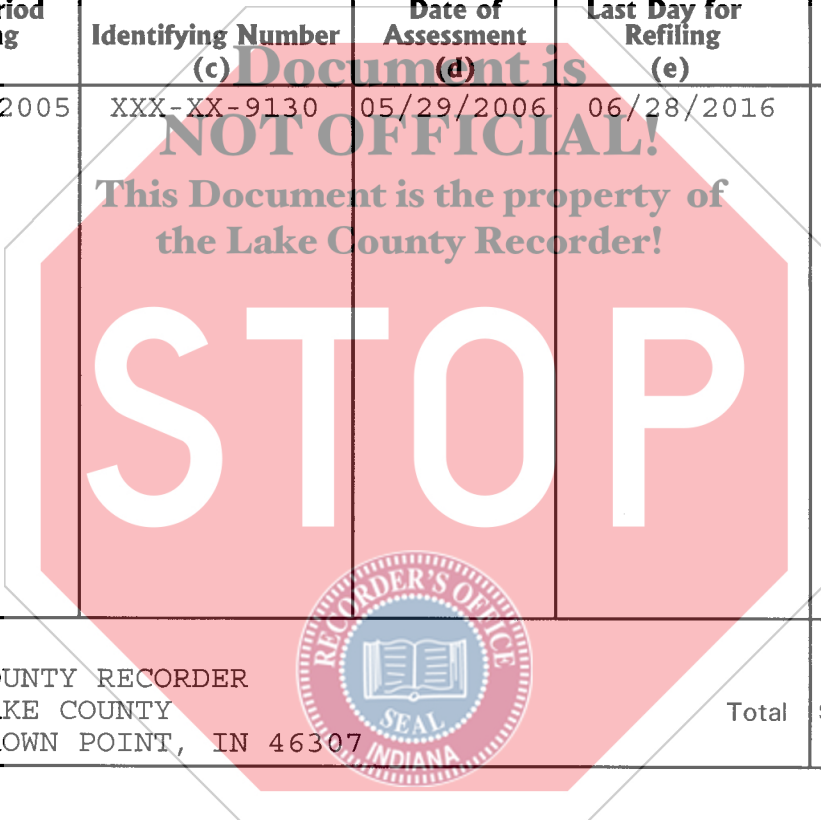 riod
g
Identifying Number
(c)
Date of
Assessment
(d)
Last Day for
Refiling
(e)
Document is
2005 XXX-XX-9130 05/29/2006 06/28/2016
NOT OFFICIAL!
This Document is the property of
the Lake County Recorder!
STOP
RECORDER'S OFFICE
SEAL
INDIANA
OUNTY RECORDER
KE COUNTY
OWN POINT, IN 46307
Total